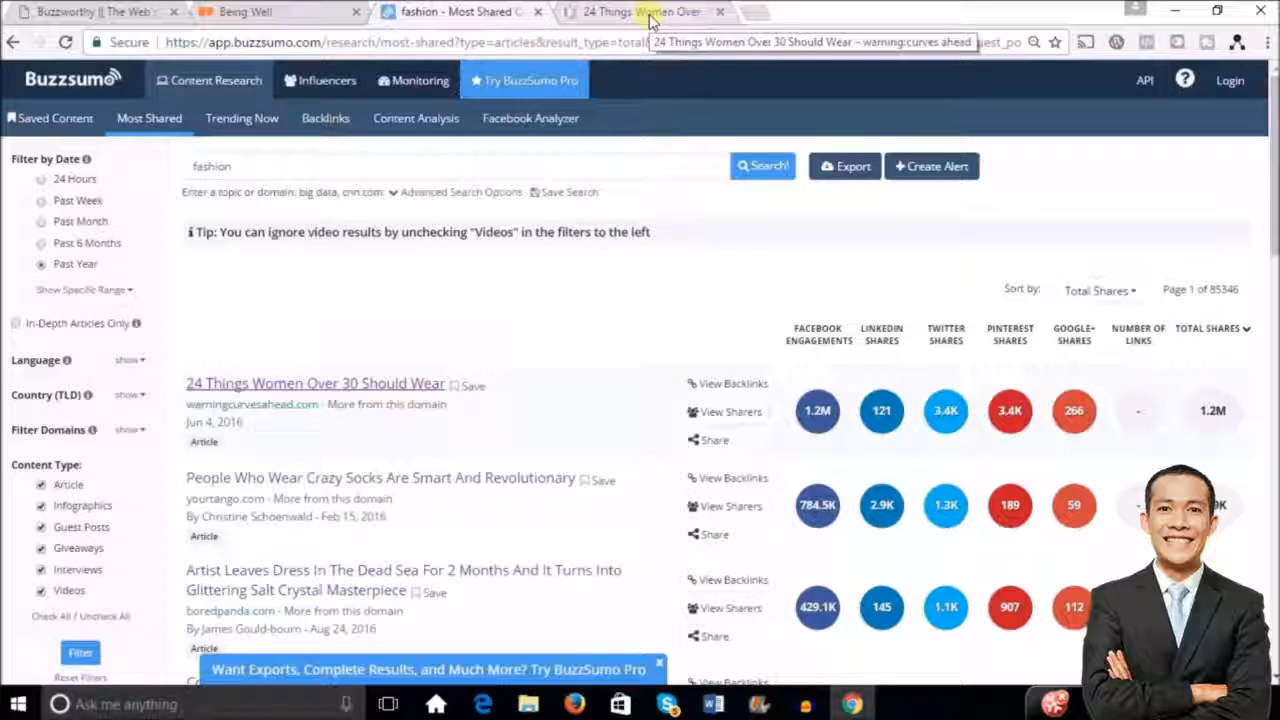 Buzzworthy || The Web
Being Well
fashion - Most Shared C
24 Things Women Over
Secure
https://app.buzzsumo.com/research/most-shared?type=articles&result_type=total
24 Things Women Over 30 Should Wear – warning:curves ahead
uest_po
Buzzsumo
Content Research
Influencers
Monitoring
Try BuzzSumo Pro
API
Login
Saved Content
Most Shared
Trending Now
Backlinks
Content Analysis
Facebook Analyzer
Filter by Date
24 Hours
Past Week
Past Month
Past 6 Months
Past Year
Show Specific Range
In-Depth Articles Only
Language
show
Country (TLD)
show
Filter Domains
show
Content Type:
Article
Infographics
Guest Posts
Giveaways
Interviews
Videos
Check All / Uncheck All
Filter
Reset Filters
fashion
Search!
Export
+ Create Alert
Enter a topic or domain: big data, cnn.com:
Advanced Search Options
Save Search
Tip: You can ignore video results by unchecking "Videos" in the filters to the left
Sort by:
Total Shares
Page 1 of 85346
FACEBOOK ENGAGEMENTS
LINKEDIN SHARES
TWITTER SHARES
PINTEREST SHARES
GOOGLE+ SHARES
NUMBER OF LINKS
TOTAL SHARES
24 Things Women Over 30 Should Wear
Save
warningcurvesahead.com - More from this domain
Jun 4, 2016
Article
View Backlinks
View Sharers
Share
1.2M
121
3.4K
3.4K
266
-
1.2M
People Who Wear Crazy Socks Are Smart And Revolutionary
Save
yourtango.com - More from this domain
By Christine Schoenwald - Feb 15, 2016
Article
View Backlinks
View Sharers
Share
784.5K
2.9K
1.3K
189
59
-
Artist Leaves Dress In The Dead Sea For 2 Months And It Turns Into
Glittering Salt Crystal Masterpiece
Save
boredpanda.com - More from this domain
By James Gould-bourn - Aug 24, 2016
Article
View Backlinks
View Sharers
Share
429.1K
145
1.1K
907
112
View Backlinks
Want Exports, Complete Results, and Much More? Try BuzzSumo Pro
Ask me anything